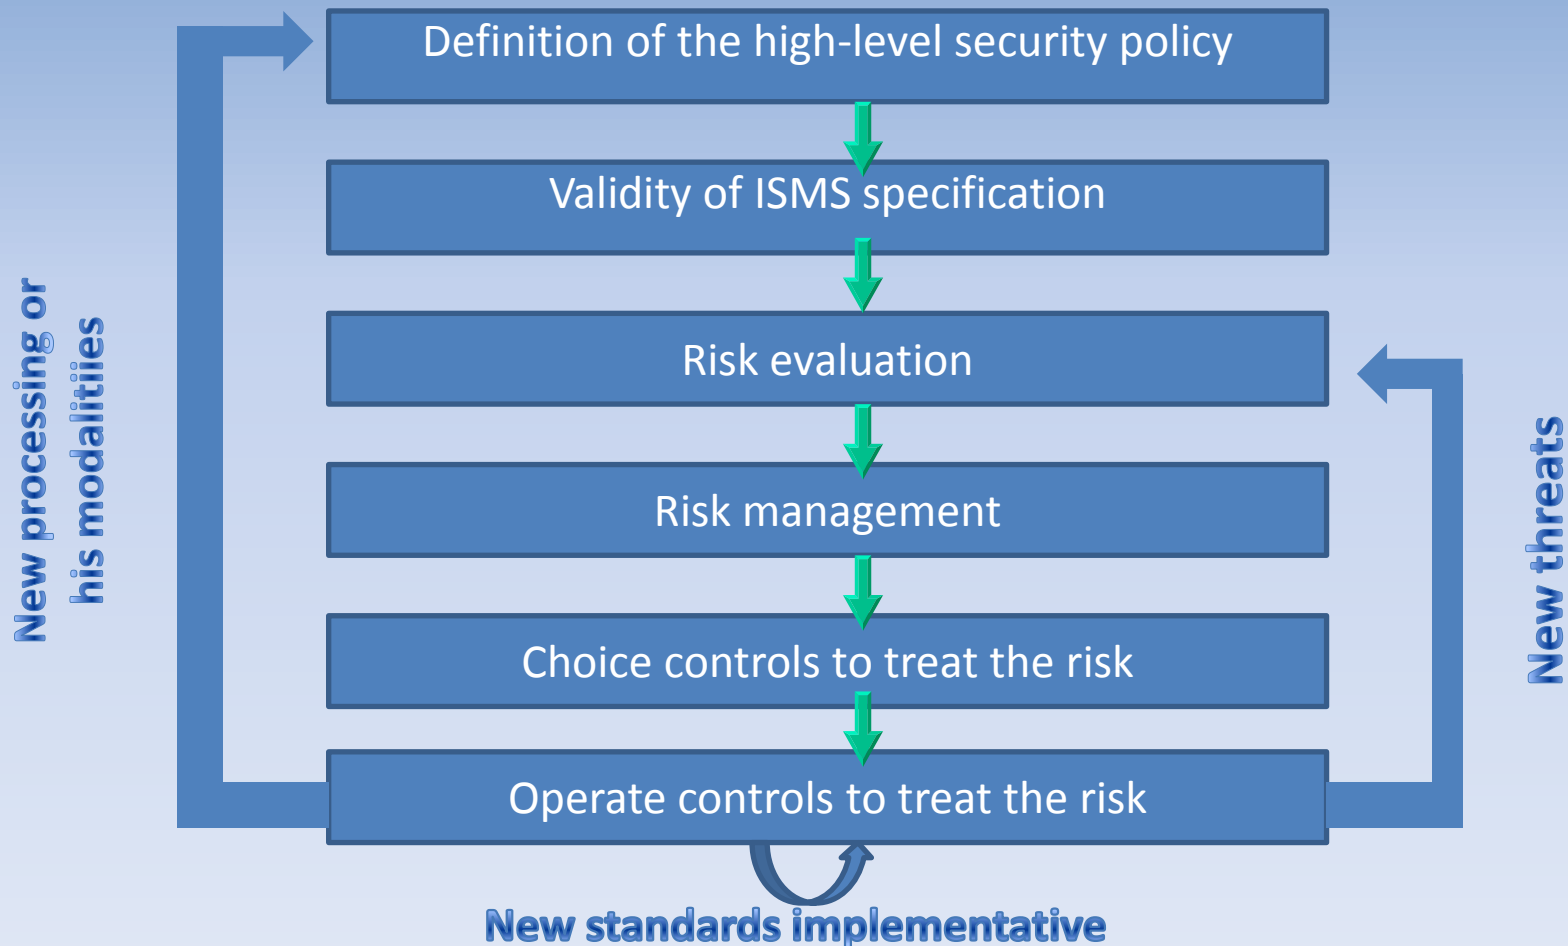 Definition of the high-level security policy
Validity of ISMS specification
Risk evaluation
Risk management
Choice controls to treat the risk
Operate controls to treat the risk
New processing or
his modalitiies
New threats
New standards implementative